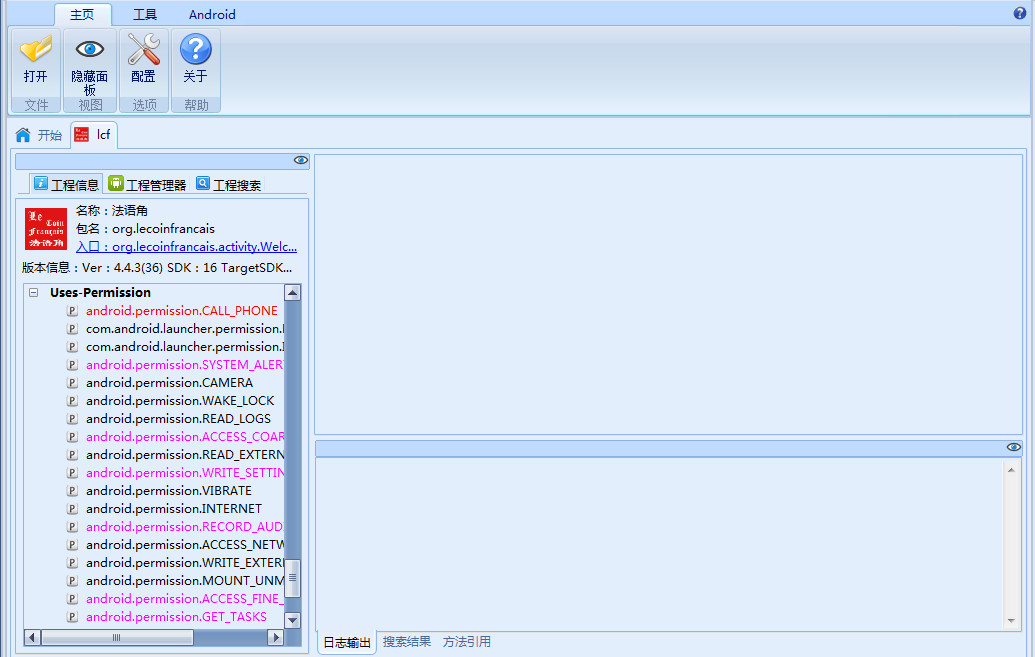 主页 工具 Android
打开 隐藏面板 配置 关于
文件 视图 选项 帮助
开始 lcf
工程信息 工程管理器 工程搜索
Le Coin Français 法语角
名称：法语角
包名：org.lecoinfrancais
入口：org.lecoinfrancais.activity.Welc...
版本信息：Ver：4.4.3(36) SDK：16 TargetSDK...
Uses-Permission
android.permission.CALL_PHONE
com.android.launcher.permission.
com.android.launcher.permission.
android.permission.SYSTEM_ALER
android.permission.CAMERA
android.permission.WAKE_LOCK
android.permission.READ_LOGS
android.permission.ACCESS_COAR
android.permission.READ_EXTERN
android.permission.WRITE_SETTIN
android.permission.VIBRATE
android.permission.INTERNET
android.permission.RECORD_AUD
android.permission.ACCESS_NETW
android.permission.WRITE_EXTER
android.permission.MOUNT_UNM
android.permission.ACCESS_FINE_
android.permission.GET_TASKS
日志输出 搜索结果 方法引用